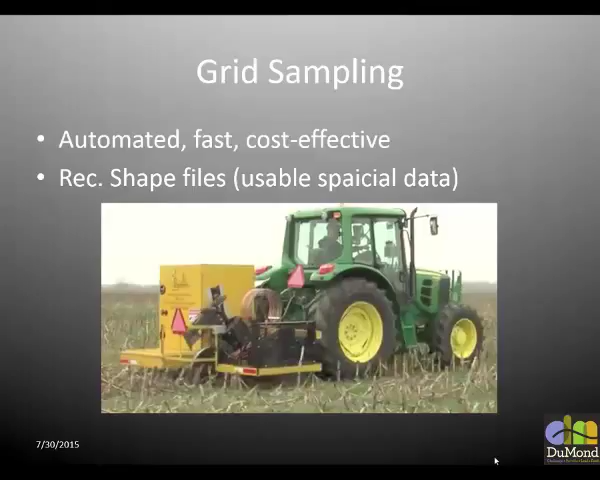 Grid Sampling
• Automated, fast, cost-effective
• Rec. Shape files (usable spaicial data)
7/30/2015
DuMond